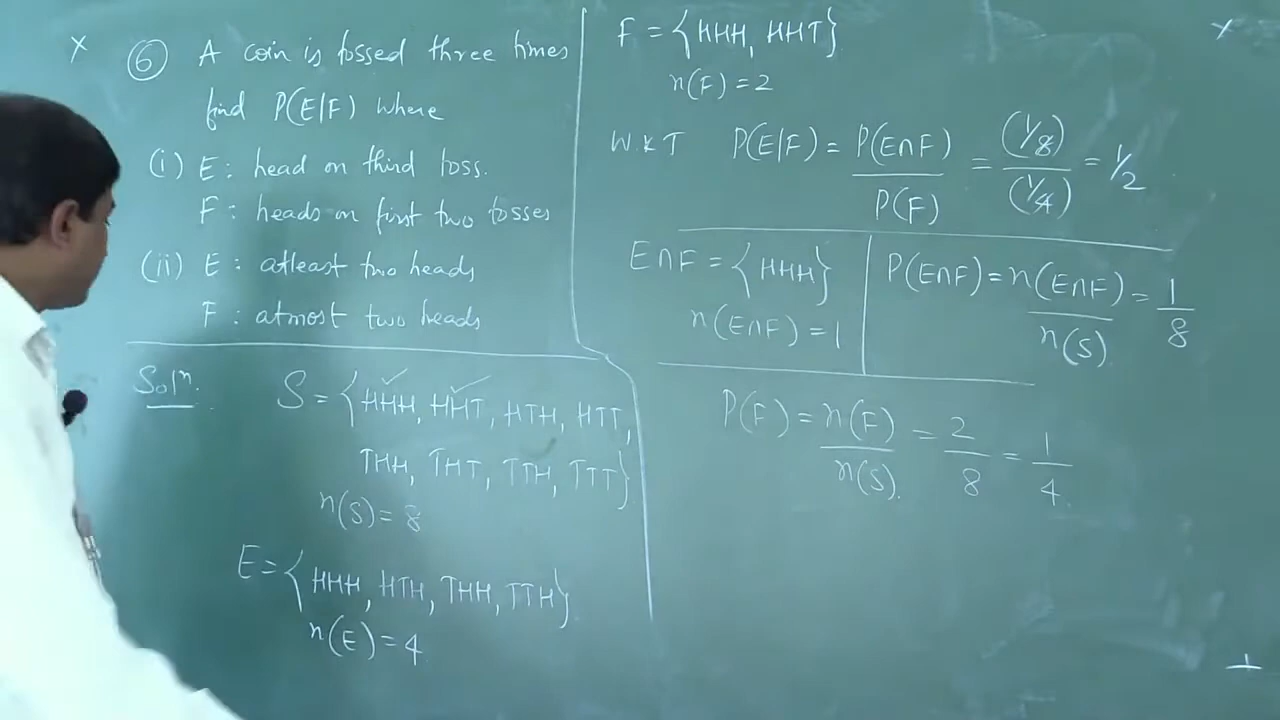 ⑥ A coin is tossed three times
find P(E|F) where
(i) E: head on third toss.
F: heads on first two tosses
(ii) E: atleast two heads
F: atmost two heads
Solⁿ.
S = {HHH, HHT, HTH, HTT,
THH, THT, TTH, TTT}.
n(S) = 8
E = {HHH, HTH, THH, TTH}
n(E) = 4
F = {HHH, HHT}
n(F) = 2
W.K.T P(E|F) = P(E∩F) / P(F) = (1/8) / (1/4) = 1/2
E∩F = {HHH}
n(E∩F) = 1
P(E∩F) = n(E∩F) / n(S) = 1/8
P(F) = n(F) / n(S) = 2/8 = 1/4